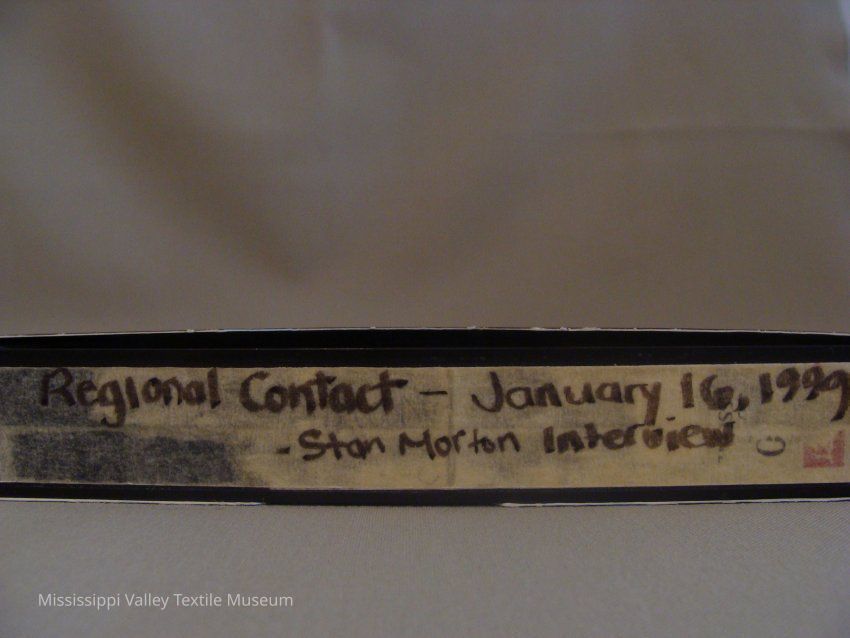 Regional Contact - January 16, 1999
- Stan Morton Interview
Mississippi Valley Textile Museum